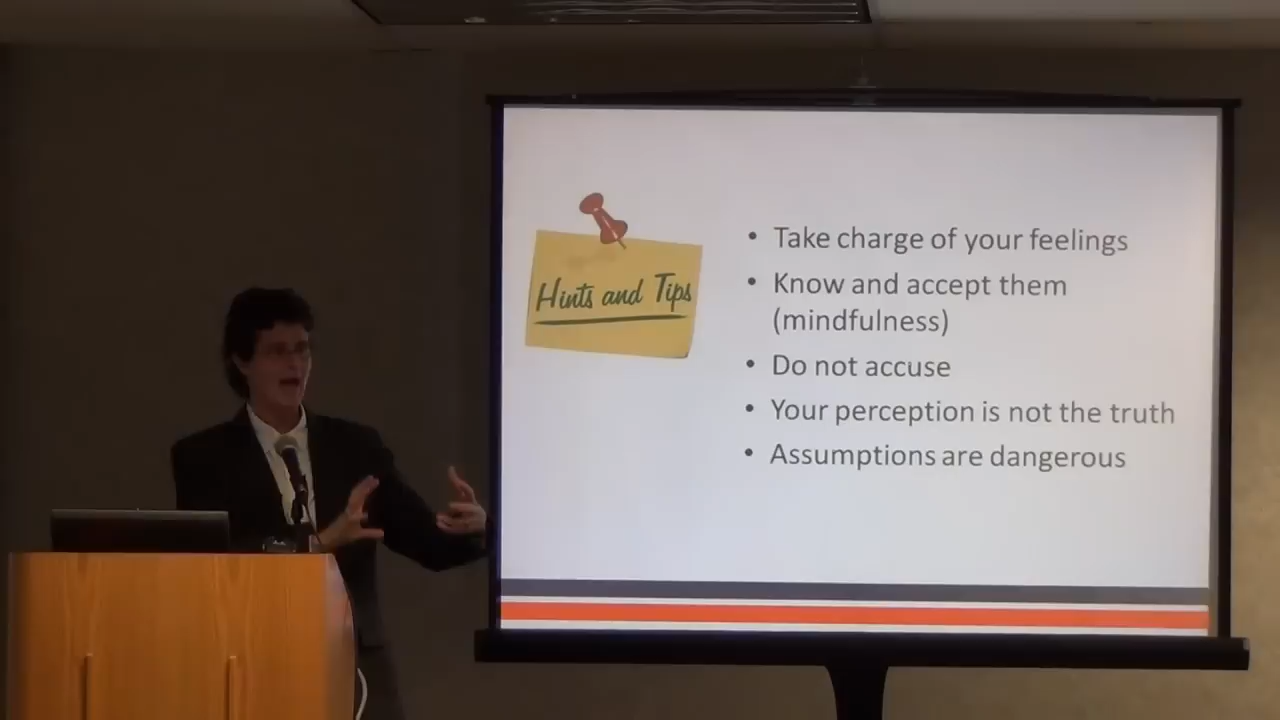 Hints and Tips
• Take charge of your feelings
• Know and accept them
(mindfulness)
• Do not accuse
• Your perception is not the truth
• Assumptions are dangerous